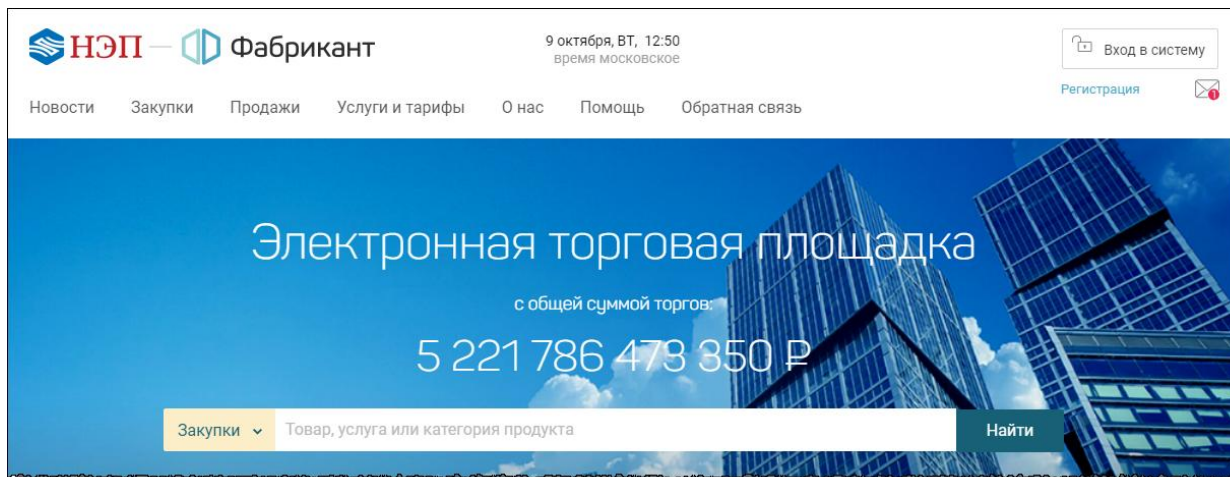 НЭП — Фабрикант
9 октября, ВТ, 12:50
время московское
Вход в систему
Регистрация
1
Новости Закупки Продажи Услуги и тарифы О нас Помощь Обратная связь
Электронная торговая площадка
с общей суммой торгов:
5 221 786 473 350 ₽
Закупки Товар, услуга или категория продукта Найти